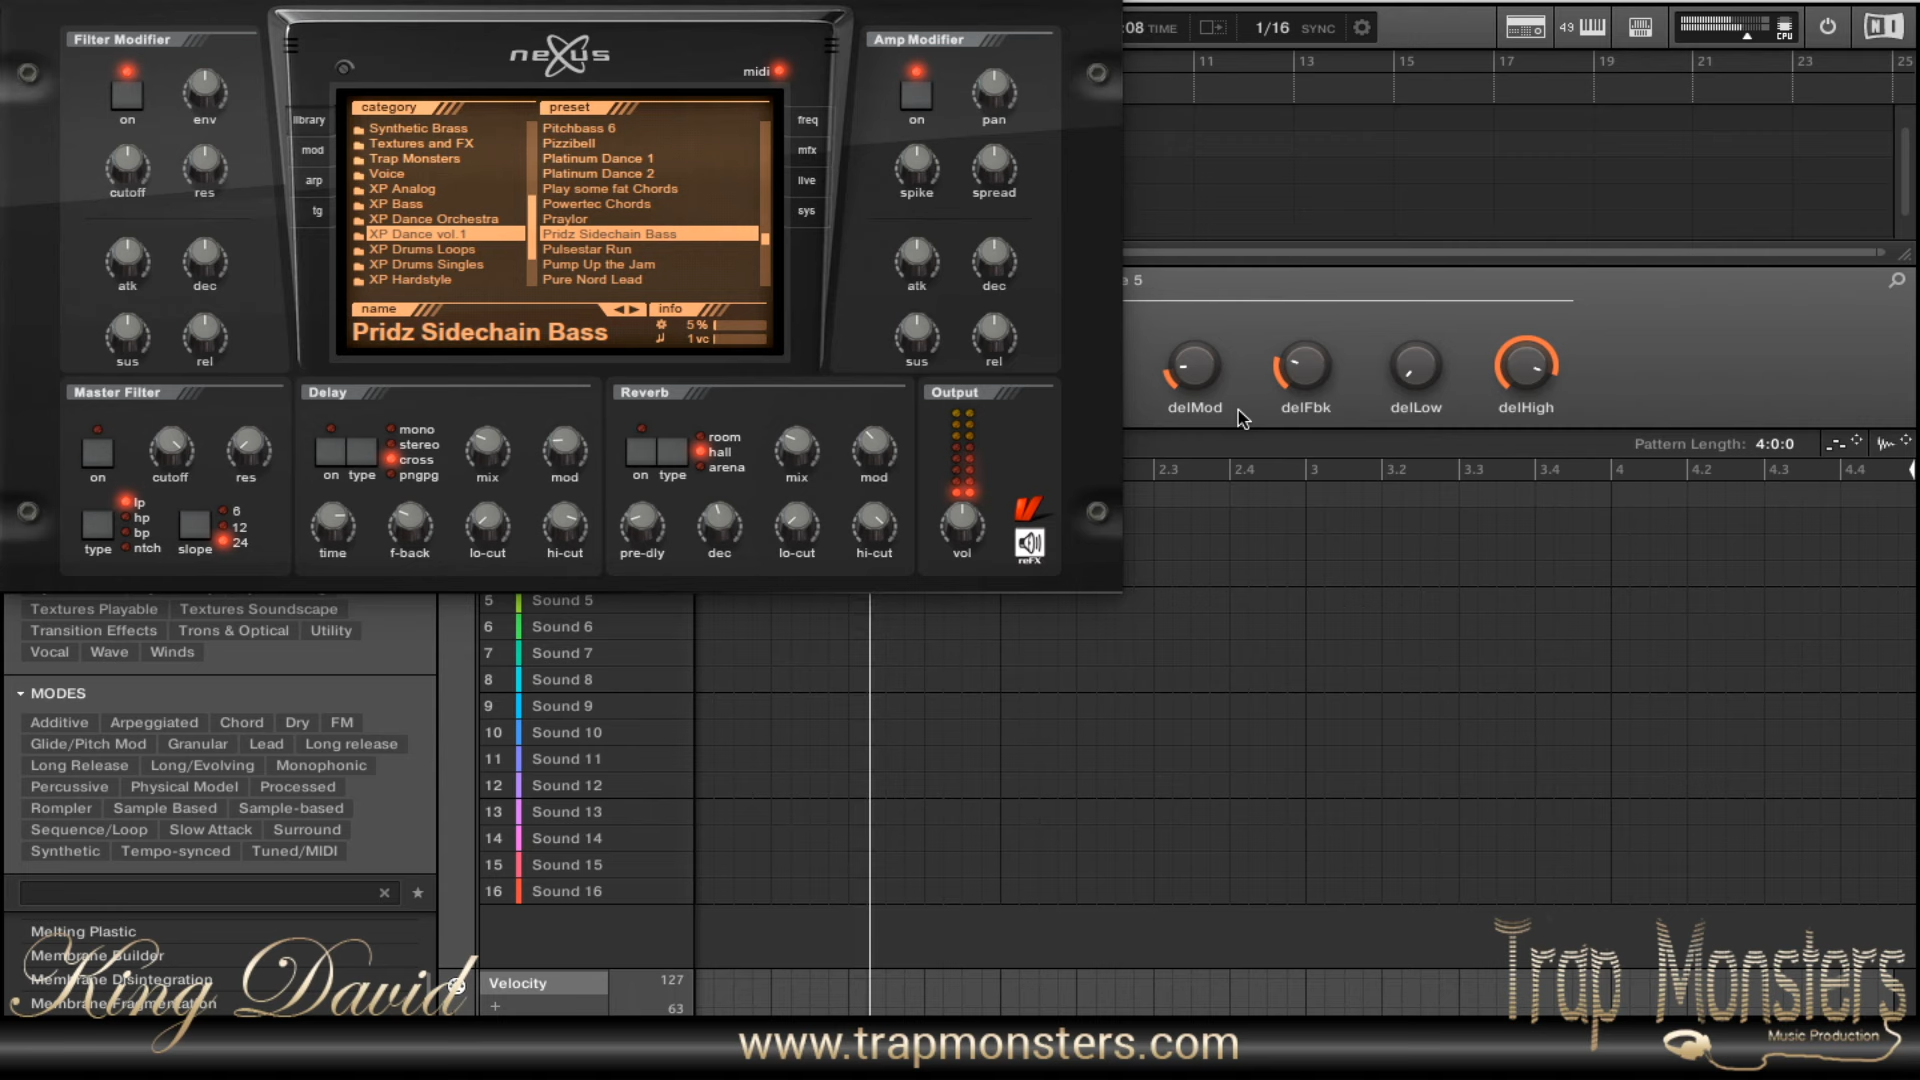 Filter Modifier
on env
cutoff res
atk dec
sus rel
neXus
midi
library
mod
arp
tg
category
Synthetic Brass
Textures and FX
Trap Monsters
Voice
XP Analog
XP Bass
XP Dance Orchestra
XP Dance vol.1
XP Drums Loops
XP Drums Singles
XP Hardstyle
preset
Pitchbass 6
Pizzibell
Platinum Dance 1
Platinum Dance 2
Play some fat Chords
Powertec Chords
Praylor
Pridz Sidechain Bass
Pulsestar Run
Pump Up the Jam
Pure Nord Lead
name
Pridz Sidechain Bass
info
5 %
1 vc
freq
mfx
live
sys
Amp Modifier
on pan
spike spread
atk dec
sus rel
Master Filter
on cutoff res
type
lp
hp
bp
ntch
slope
6
12
24
Delay
on type
mono
stereo
cross
pngpg
mix mod
time f-back lo-cut hi-cut
Reverb
on type
room
hall
arena
mix mod
pre-dly dec lo-cut hi-cut
Output
vol
reFX
:08 TIME 1/16 SYNC 49 CPU NI
11 13 15 17 19 21 23 25
e 5
delMod delFbk delLow delHigh
Pattern Length: 4:0:0
2.3 2.4 3 3.2 3.3 3.4 4 4.2 4.3 4.4
Textures Playable Textures Soundscape
Transition Effects Trons & Optical Utility
Vocal Wave Winds
MODES
Additive Arpeggiated Chord Dry FM
Glide/Pitch Mod Granular Lead Long release
Long Release Long/Evolving Monophonic
Percussive Physical Model Processed
Rompler Sample Based Sample-based
Sequence/Loop Slow Attack Surround
Synthetic Tempo-synced Tuned/MIDI
Melting Plastic
Membrane Builder
Membrane Disintegration
Membrane Fragmentation
5 Sound 5
6 Sound 6
7 Sound 7
8 Sound 8
9 Sound 9
10 Sound 10
11 Sound 11
12 Sound 12
13 Sound 13
14 Sound 14
15 Sound 15
16 Sound 16
Velocity 127
+ 63
King David
www.trapmonsters.com
Trap Monsters
Music Production